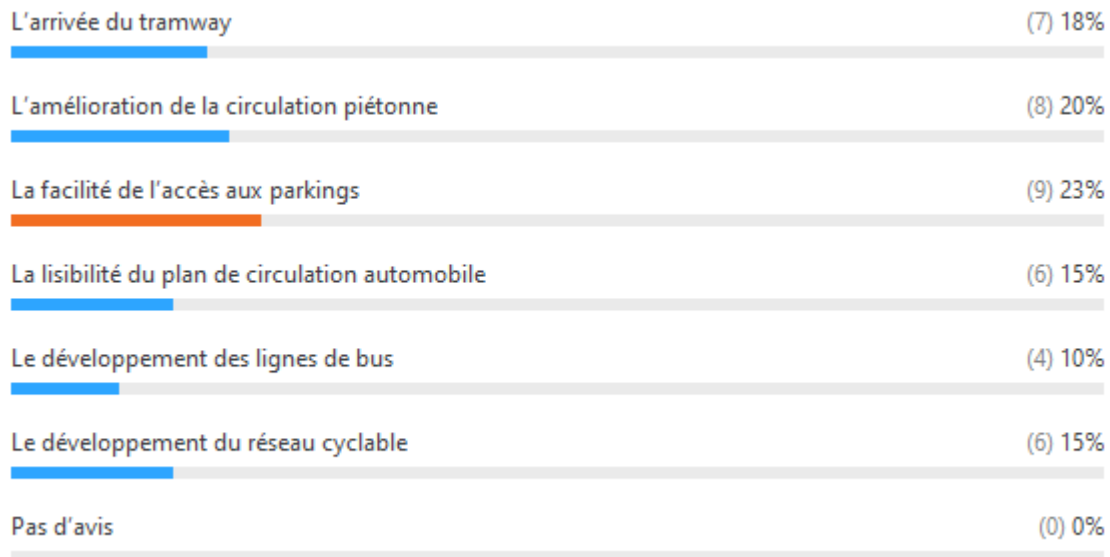 L'arrivée du tramway (7) 18%
L'amélioration de la circulation piétonne (8) 20%
La facilité de l'accès aux parkings (9) 23%
La lisibilité du plan de circulation automobile (6) 15%
Le développement des lignes de bus (4) 10%
Le développement du réseau cyclable (6) 15%
Pas d'avis (0) 0%